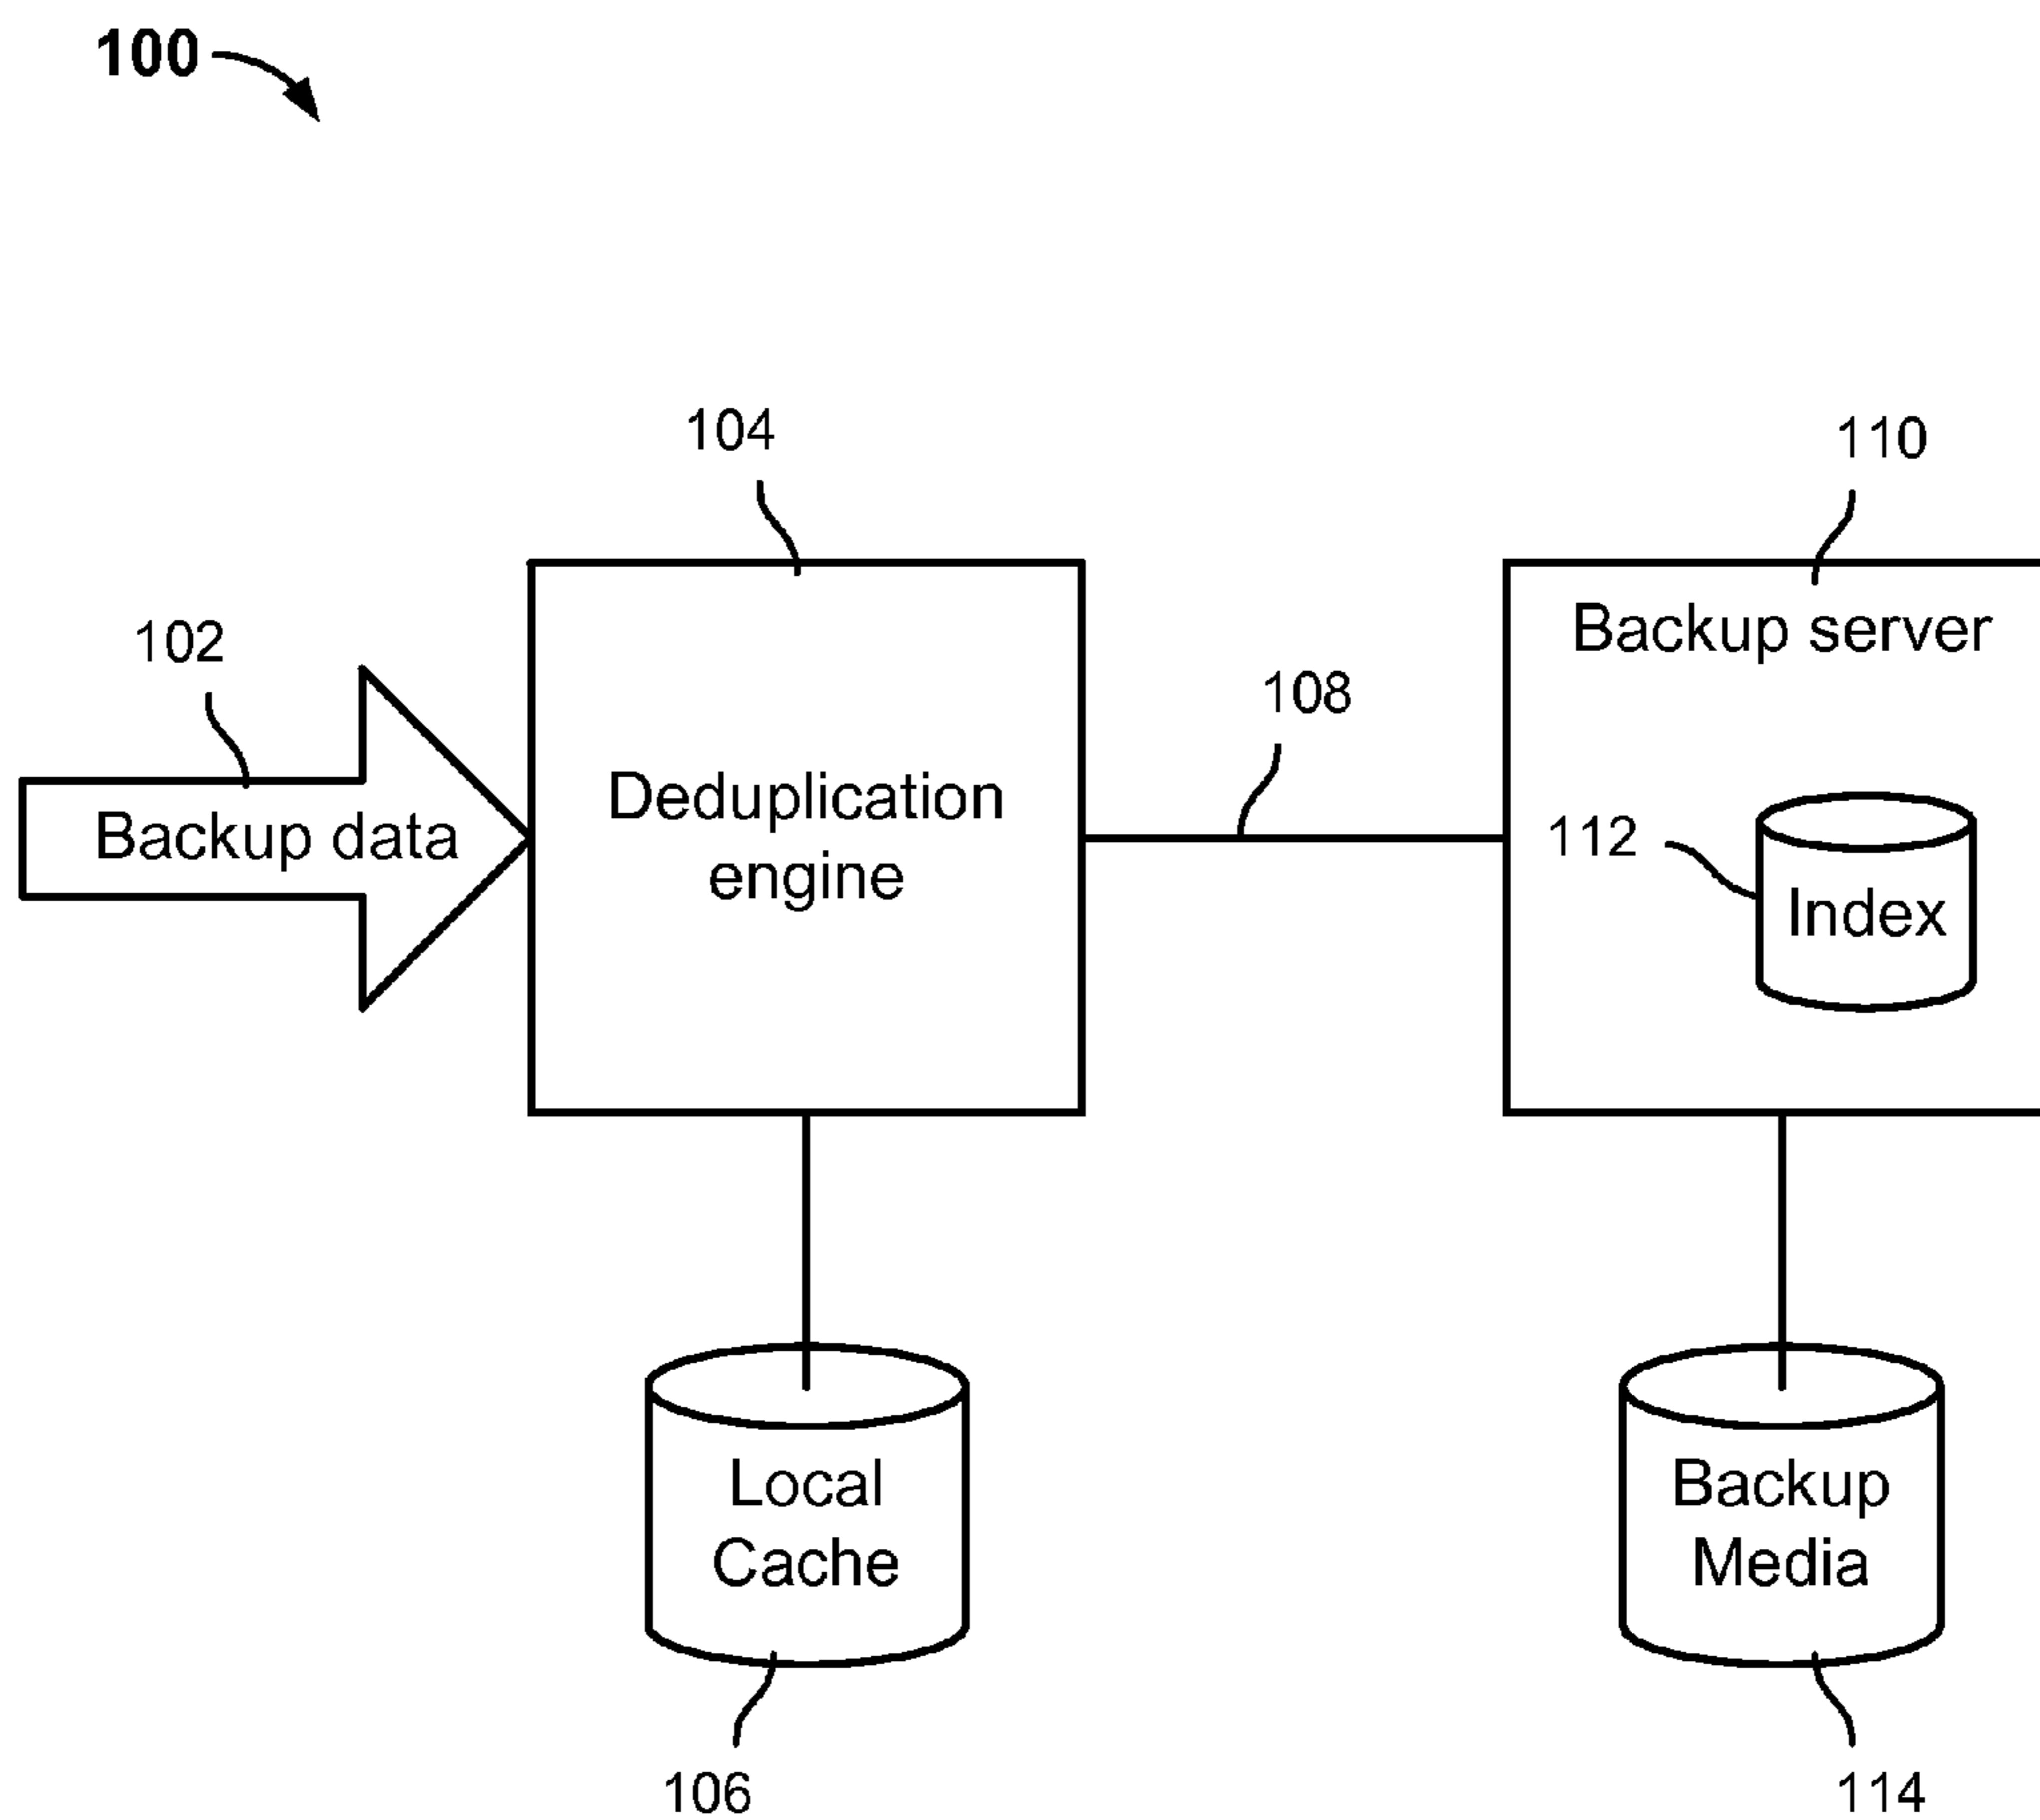 100
104
110
102
Backup server
108
Deduplication
engine
Backup data
112
Index
Local
Cache
Backup
Media
106
114